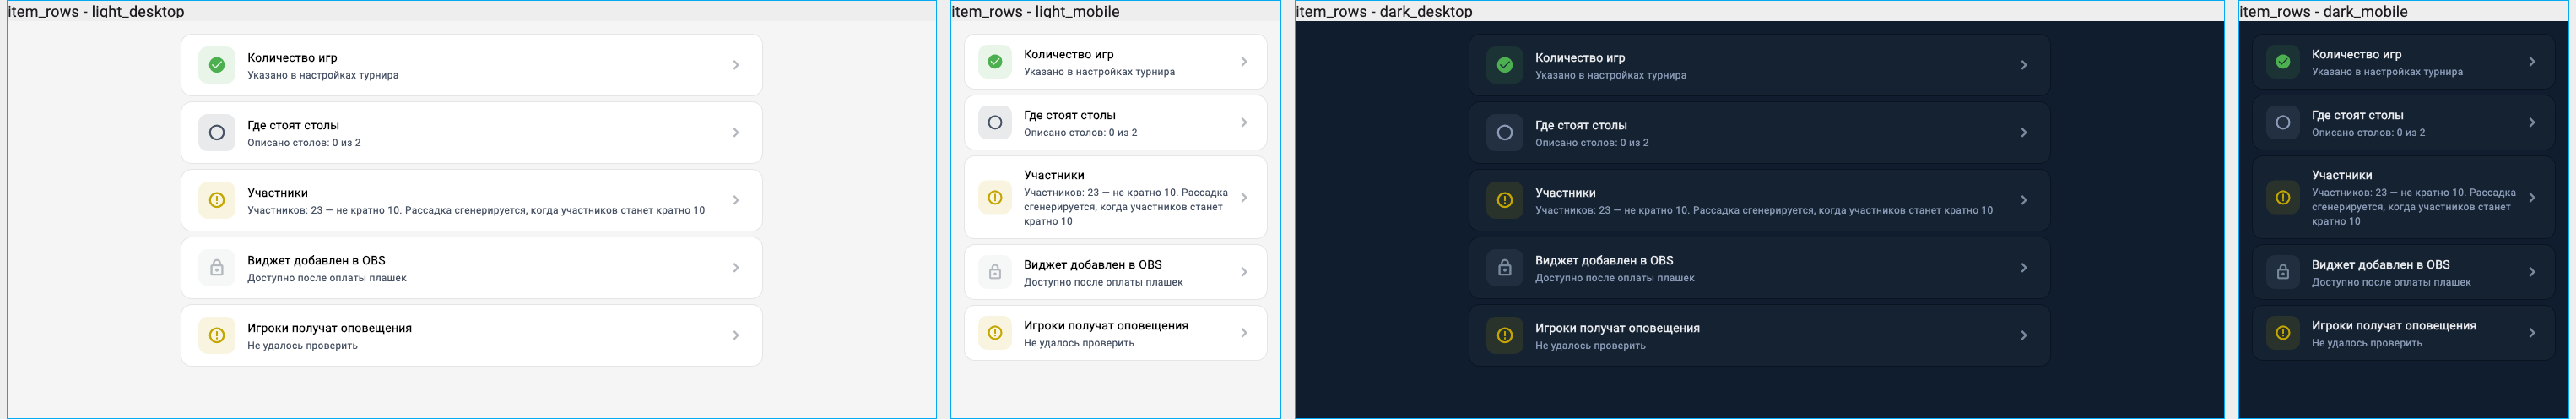 item_rows - light_desktop
Количество игр
Указано в настройках турнира
Где стоят столы
Описано столов: 0 из 2
Участники
Участников: 23 — не кратно 10. Рассадка сгенерируется, когда участников станет кратно 10
Виджет добавлен в OBS
Доступно после оплаты плашек
Игроки получат оповещения
Не удалось проверить
item_rows - light_mobile
Количество игр
Указано в настройках турнира
Где стоят столы
Описано столов: 0 из 2
Участники
Участников: 23 — не кратно 10. Рассадка
сгенерируется, когда участников станет
кратно 10
Виджет добавлен в OBS
Доступно после оплаты плашек
Игроки получат оповещения
Не удалось проверить
item_rows - dark_desktop
Количество игр
Указано в настройках турнира
Где стоят столы
Описано столов: 0 из 2
Участники
Участников: 23 — не кратно 10. Рассадка сгенерируется, когда участников станет кратно 10
Виджет добавлен в OBS
Доступно после оплаты плашек
Игроки получат оповещения
Не удалось проверить
item_rows - dark_mobile
Количество игр
Указано в настройках турнира
Где стоят столы
Описано столов: 0 из 2
Участники
Участников: 23 — не кратно 10. Рассадка
сгенерируется, когда участников станет
кратно 10
Виджет добавлен в OBS
Доступно после оплаты плашек
Игроки получат оповещения
Не удалось проверить